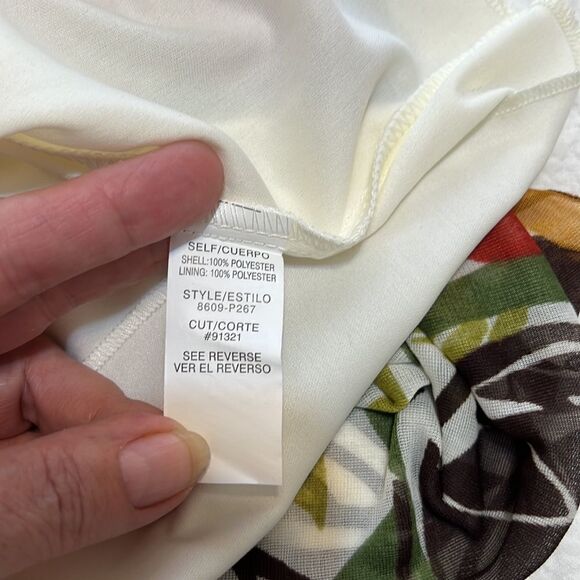 SELF/CUERPO
SHELL:100% POLYESTER
LINING: 100% POLYESTER
STYLE/ESTILO
8609-P267
CUT/CORTE
#91321
SEE REVERSE
VER EL REVERSO